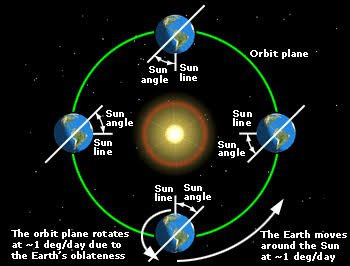 Orbit plane
Sun
angle
Sun
line
Sun
angle
Sun
line
Sun
line
Sun
angle
Sun
line
Sun
angle
The orbit plane rotates
at ~1 deg/day due to
the Earth's oblateness
The Earth moves
around the Sun
at ~1 deg/day